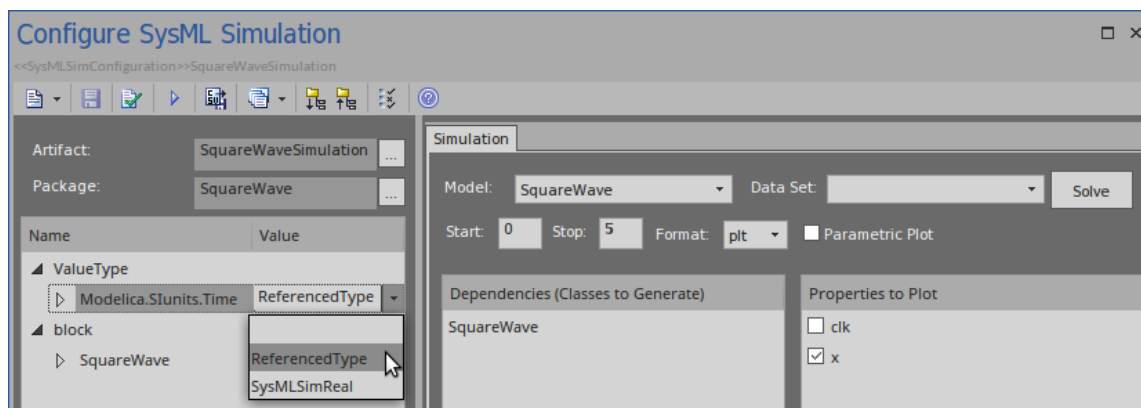 Configure SysML Simulation
<<SysMLSimConfiguration>>SquareWaveSimulation
Artifact: SquareWaveSimulation ...
Package: SquareWave ...
Name Value
ValueType
Modelica.SIunits.Time ReferencedType
block
SquareWave
ReferencedType
SysMLSimReal
Simulation
Model: SquareWave Data Set: Solve
Start: 0 Stop: 5 Format: plt Parametric Plot
Dependencies (Classes to Generate)
SquareWave
Properties to Plot
clk
x